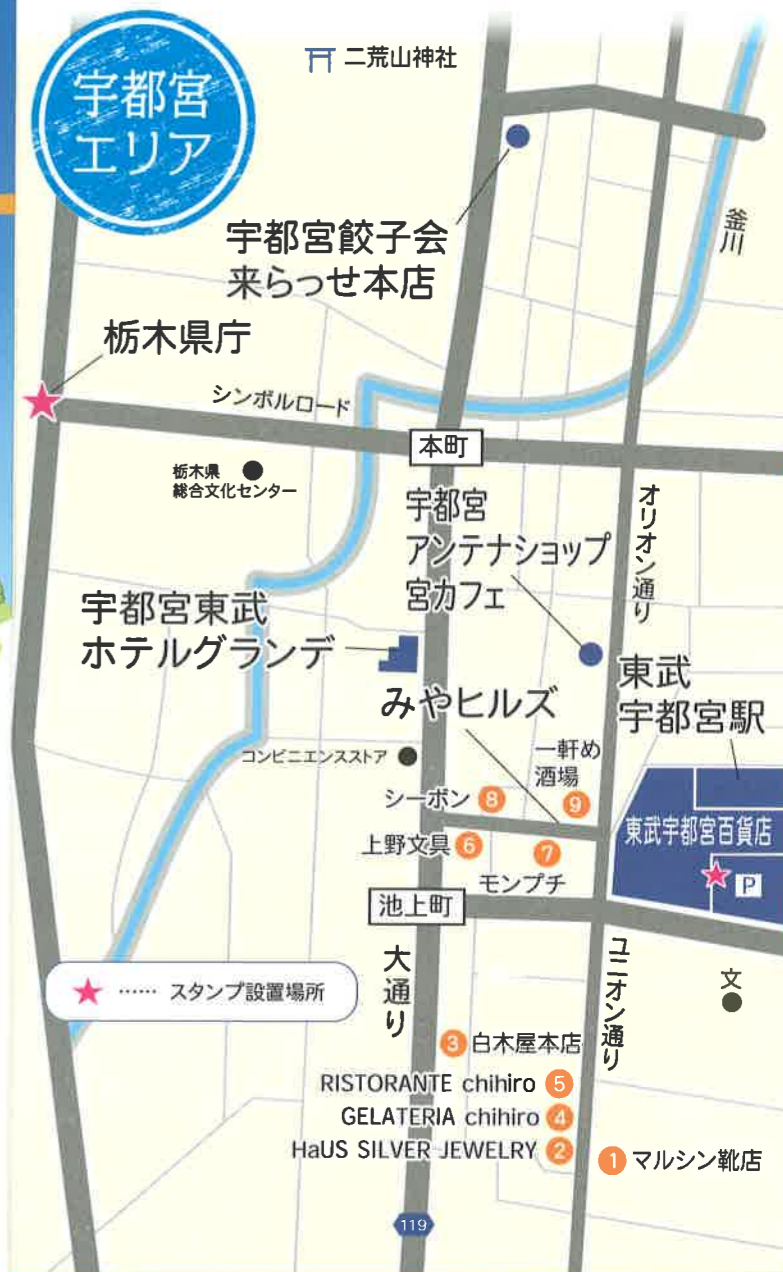 宇都宮
エリア
二荒山神社
宇都宮餃子会
来らっせ本店
釜川
栃木県庁
シンボルロード
本町
栃木県
総合文化センター
宇都宮
アンテナショップ
宮カフェ
オリオン通り
宇都宮東武
ホテルグランデ
東武
宇都宮駅
みやヒルズ
コンビニエンスストア
一軒め
酒場
9
シーボン 8
東武宇都宮百貨店
上野文具 6
7
モンプチ
P
池上町
大通り
ユニオン通り
文
★ …… スタンプ設置場所
3 白木屋本店
RISTORANTE chihiro 5
GELATERIA chihiro 4
HaUS SILVER JEWELRY 2
1 マルシン靴店
119